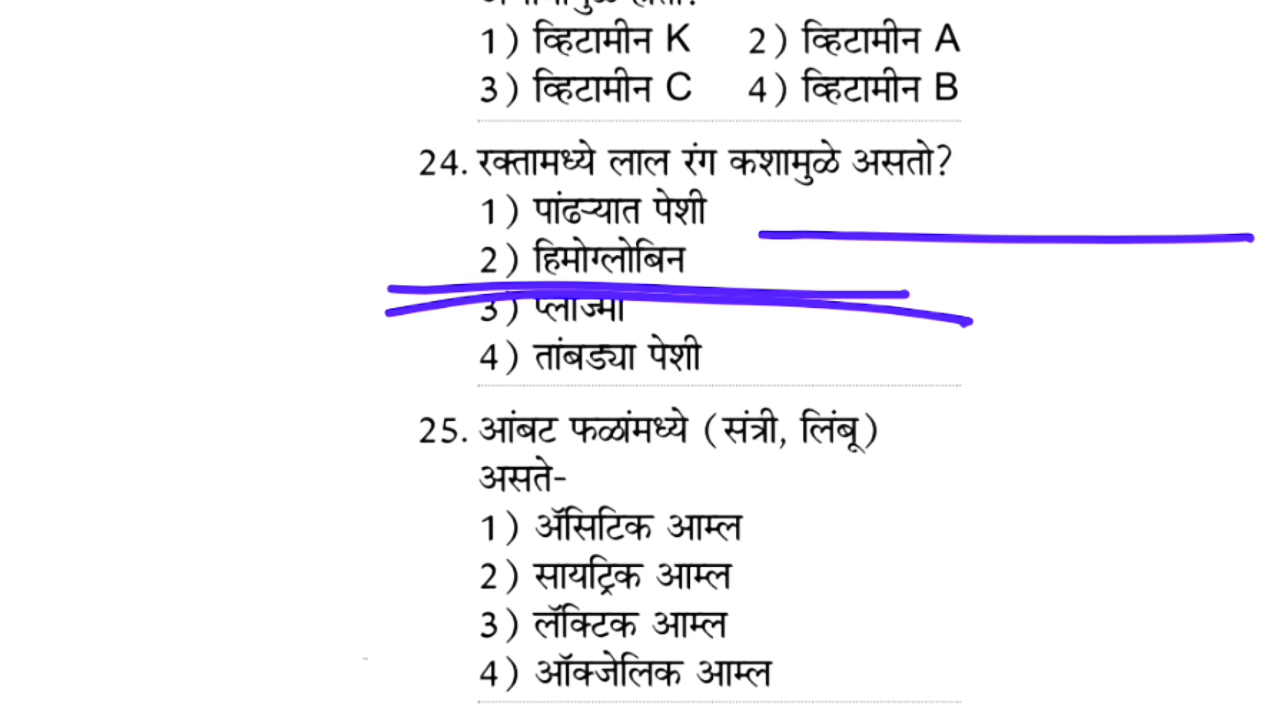 1) व्हिटामीन K 2) व्हिटामीन A
3) व्हिटामीन C 4) व्हिटामीन B
24. रक्तामध्ये लाल रंग कशामुळे असतो?
1) पांढऱ्यात पेशी
2) हिमोग्लोबिन
3) प्लाज्मा
4) तांबड्या पेशी
25. आंबट फळांमध्ये (संत्री, लिंबू)
असते-
1) ॲसिटिक आम्ल
2) सायट्रिक आम्ल
3) लॅक्टिक आम्ल
4) ऑक्जेलिक आम्ल